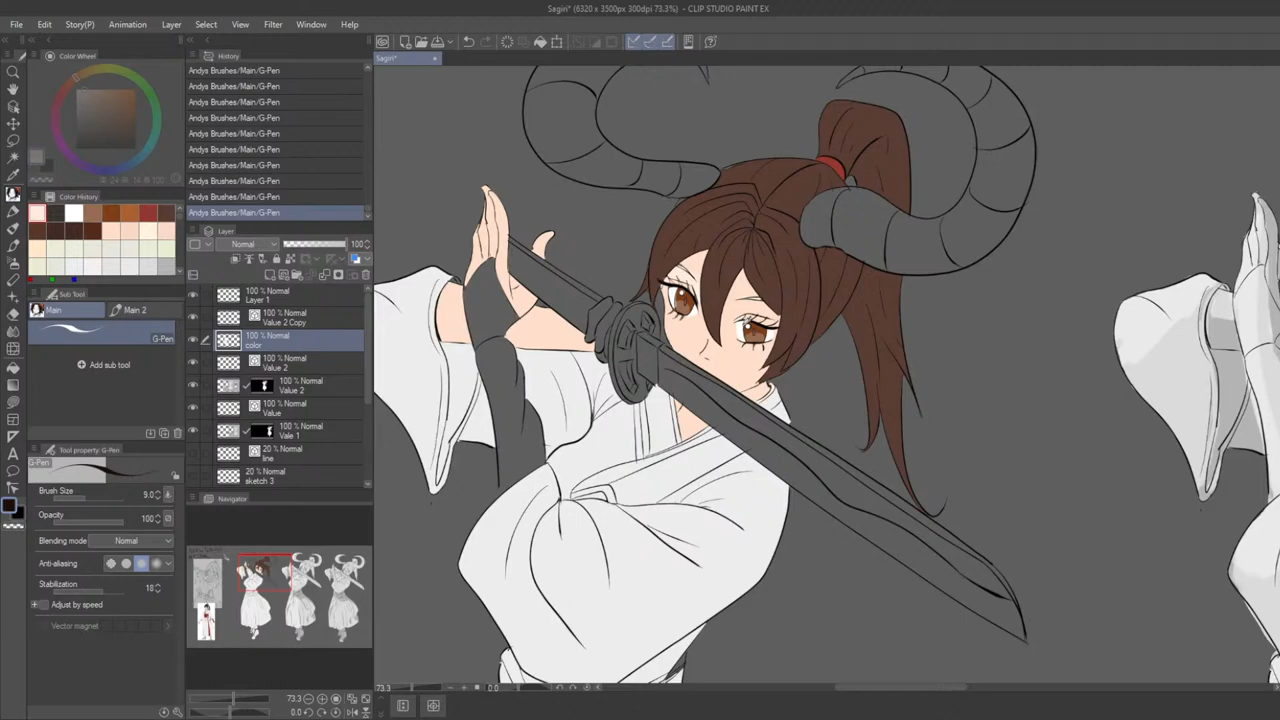 Sagiri* (6320 x 3500px 300dpi 73.3%) - CLIP STUDIO PAINT EX
File Edit Story(P) Animation Layer Select View Filter Window Help
Color Wheel
Color History
Sub Tool
Main Main 2
G-Pen
Add sub tool
Tool property: G-Pen
G-Pen
Brush Size 9.0
Opacity 100
Blending mode Normal
Anti-aliasing
Stabilization 18
Adjust by speed
Vector magnet
History
Andys Brushes/Main/G-Pen
Andys Brushes/Main/G-Pen
Andys Brushes/Main/G-Pen
Andys Brushes/Main/G-Pen
Andys Brushes/Main/G-Pen
Andys Brushes/Main/G-Pen
Andys Brushes/Main/G-Pen
Andys Brushes/Main/G-Pen
Andys Brushes/Main/G-Pen
Andys Brushes/Main/G-Pen
Layer
Normal 100
100 % Normal
Layer 1
100 % Normal
Value 2 Copy
100 % Normal
color
100 % Normal
Value 2
100 % Normal
Value 2
100 % Normal
Value
100 % Normal
Vale 1
20 % Normal
line
20 % Normal
sketch 3
Navigator
73.3
0.0
Sagiri*
73.3 0.0